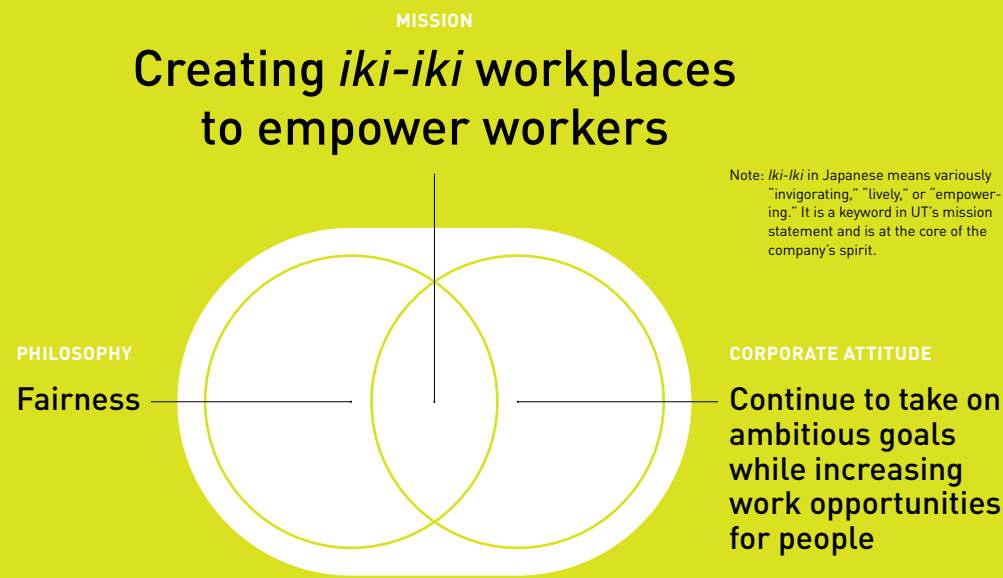 MISSION
Creating iki-iki workplaces
to empower workers
Note: Iki-Iki in Japanese means variously
“invigorating,” “lively,” or “empower-
ing.” It is a keyword in UT’s mission
statement and is at the core of the
company’s spirit.
PHILOSOPHY
Fairness
CORPORATE ATTITUDE
Continue to take on
ambitious goals
while increasing
work opportunities
for people